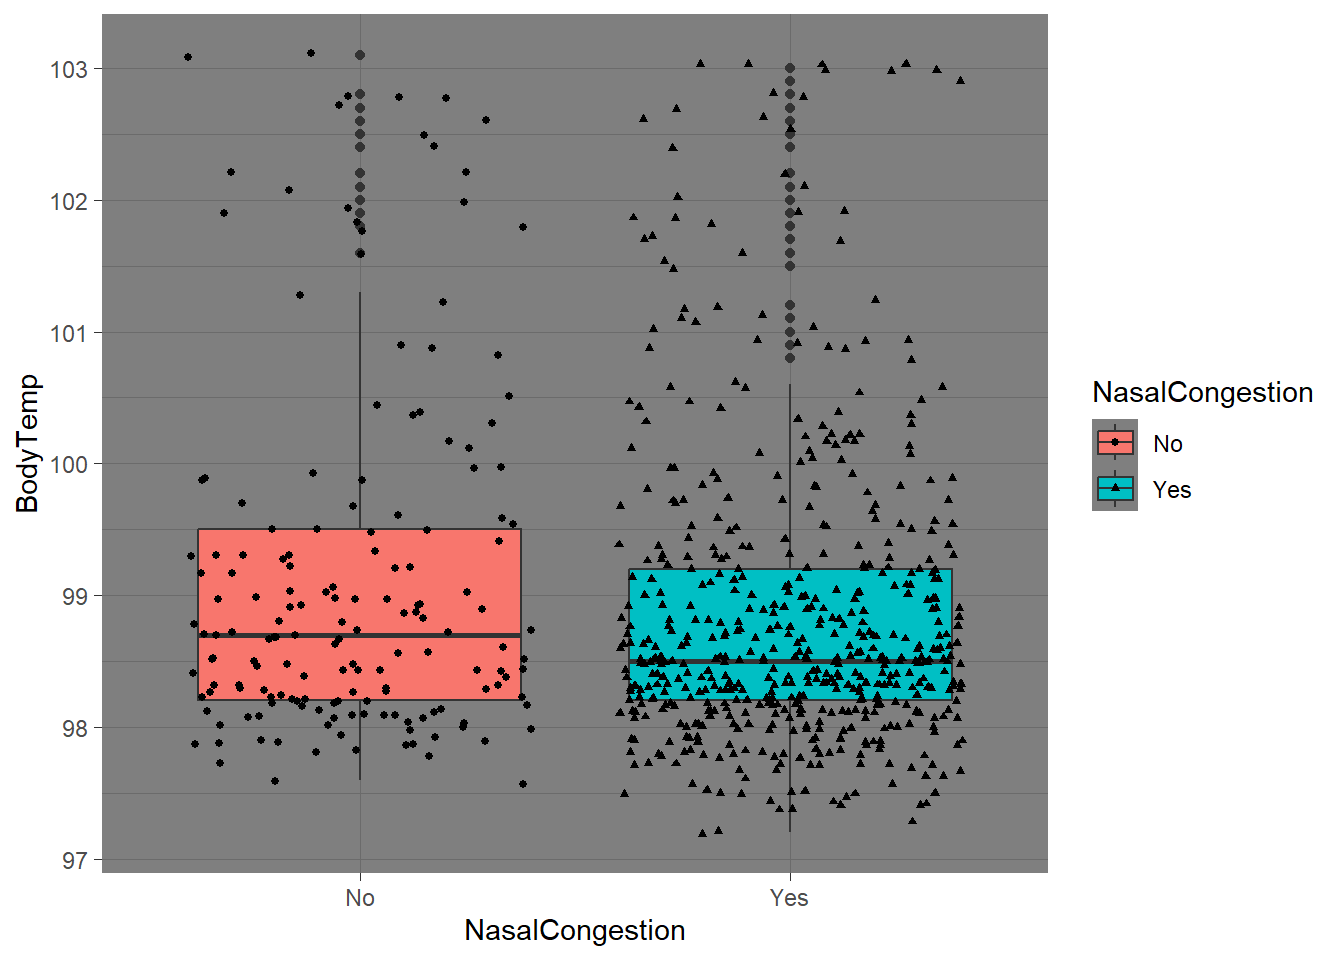 103
102
101
100
99
98
97
BodyTemp
No
Yes
NasalCongestion
NasalCongestion
No
Yes